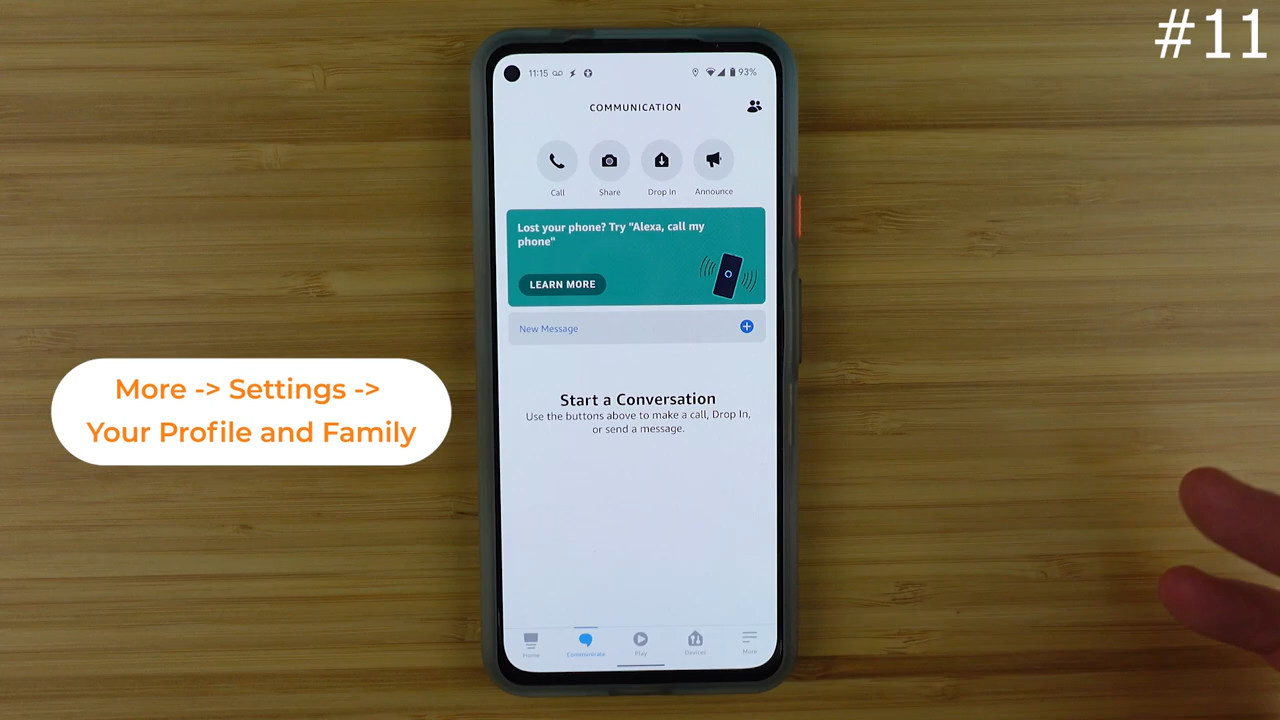 #11
11:15
93%
COMMUNICATION
Call
Share
Drop In
Announce
Lost your phone? Try "Alexa, call my
phone"
LEARN MORE
New Message
Start a Conversation
Use the buttons above to make a call, Drop In,
or send a message.
More -> Settings ->
Your Profile and Family
Home
Communicate
Play
Devices
More